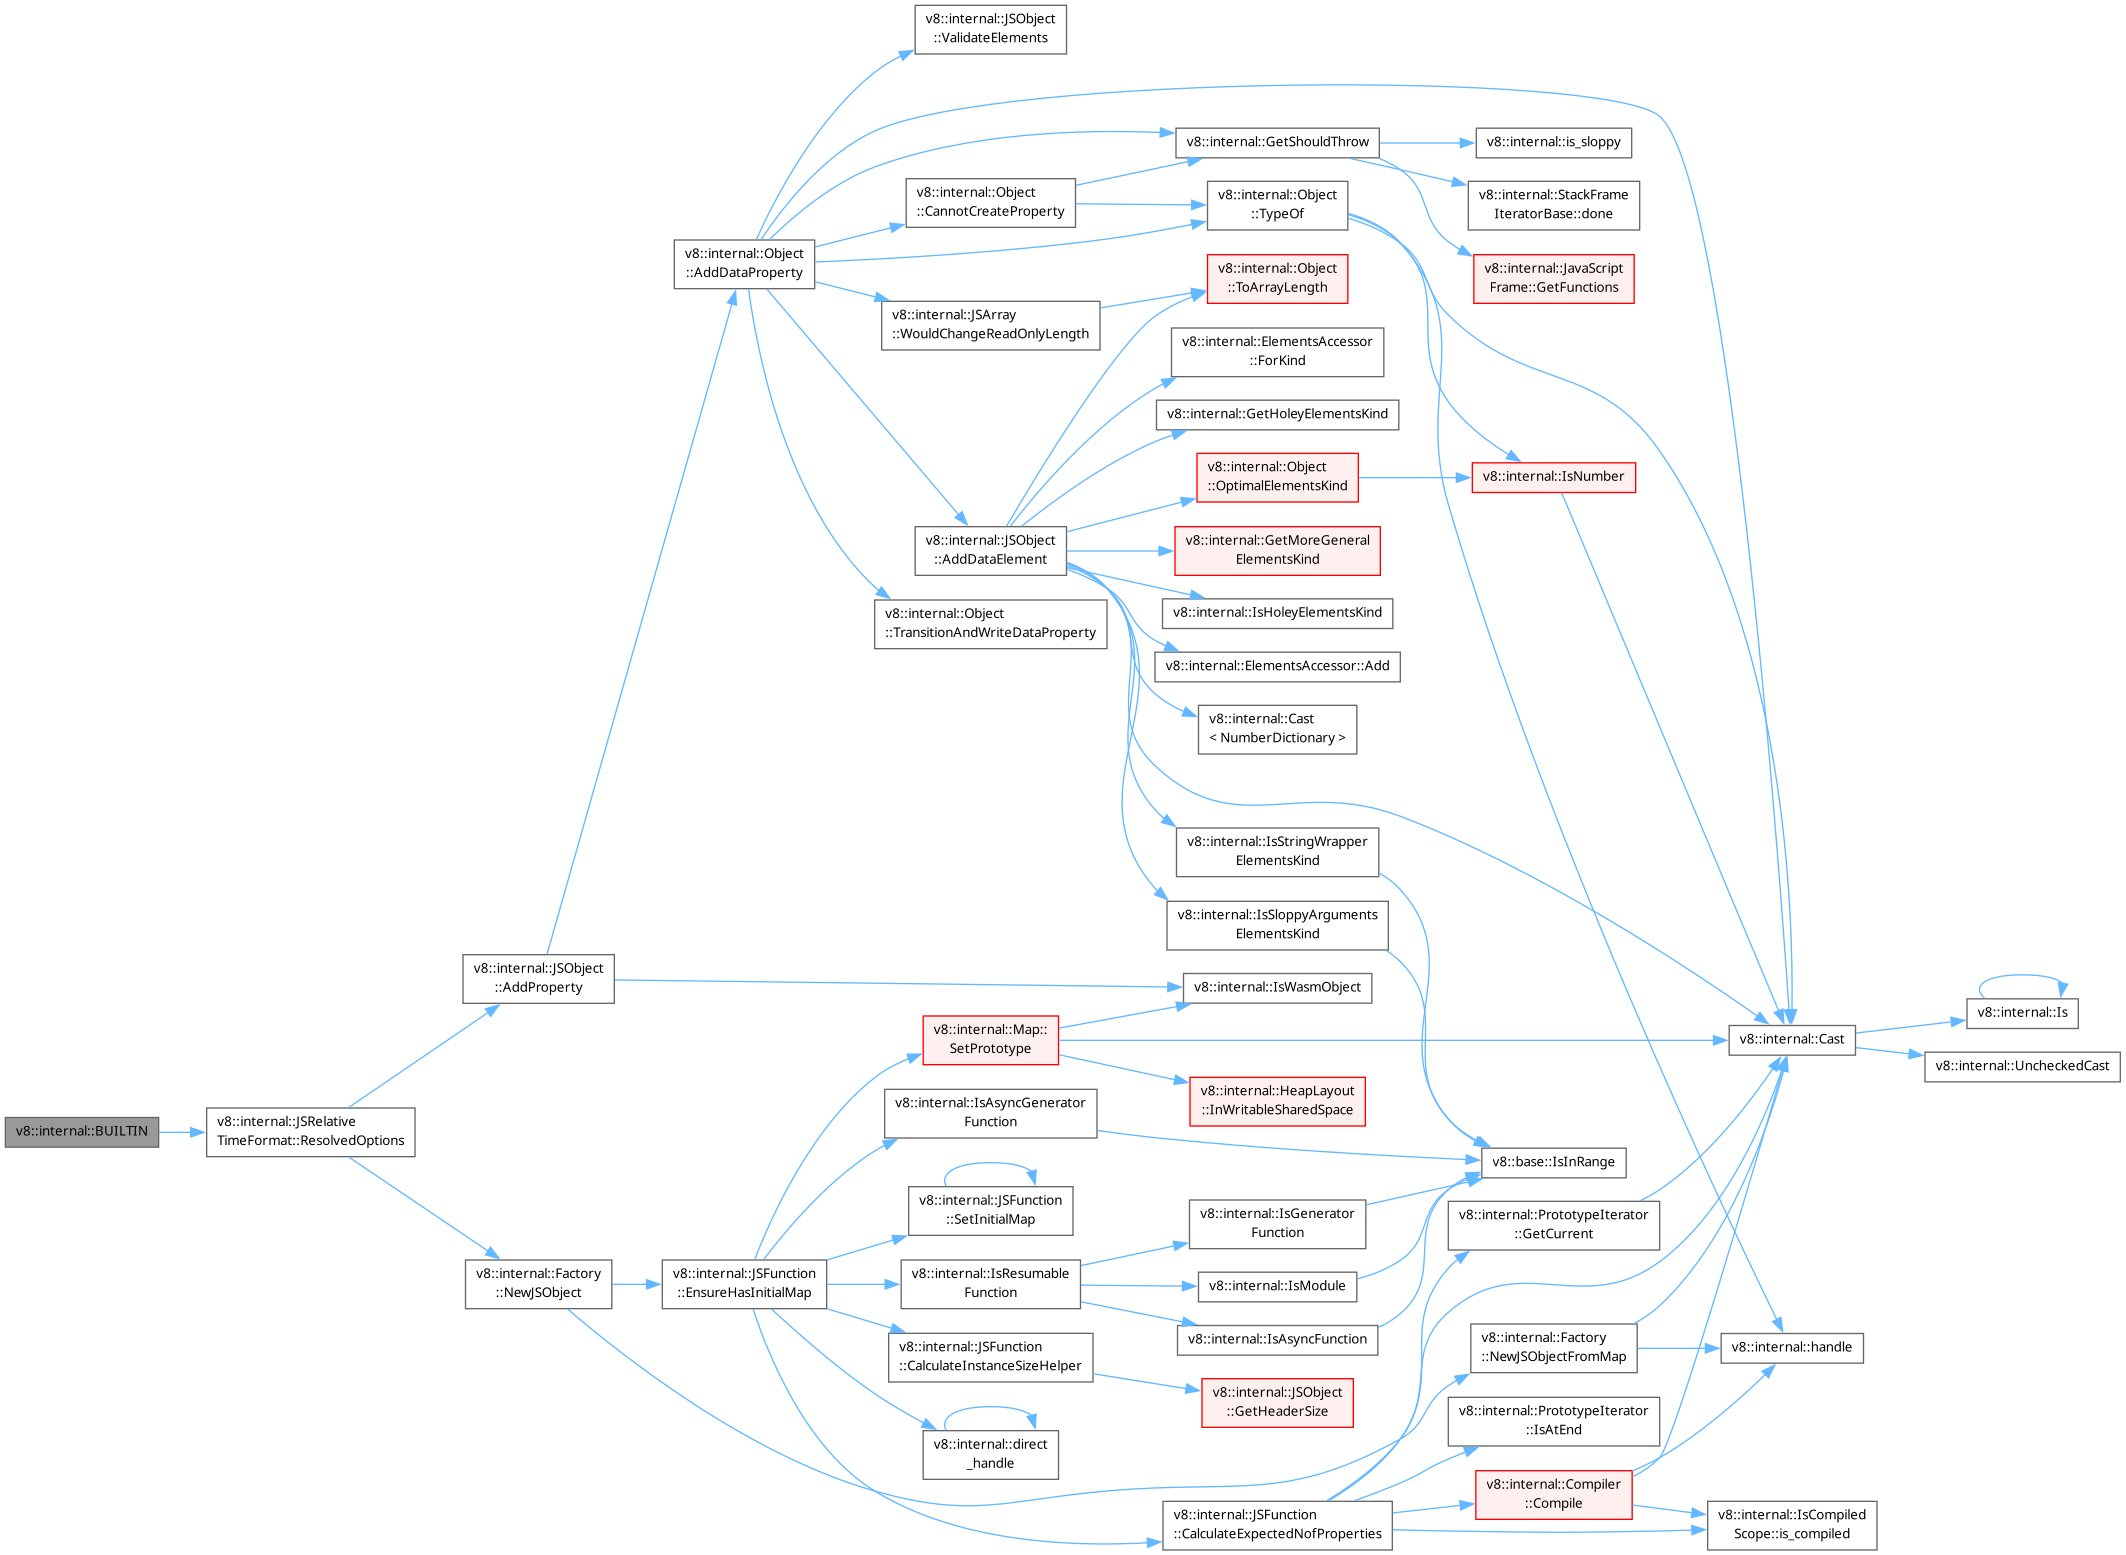 v8::internal::JSObject
::ValidateElements
v8::internal::GetShouldThrow
v8::internal::is_sloppy
v8::internal::Object
::CannotCreateProperty
v8::internal::Object
::TypeOf
v8::internal::StackFrame
IteratorBase::done
v8::internal::Object
::AddDataProperty
v8::internal::Object
::ToArrayLength
v8::internal::JavaScript
Frame::GetFunctions
v8::internal::JSArray
::WouldChangeReadOnlyLength
v8::internal::ElementsAccessor
::ForKind
v8::internal::GetHoleyElementsKind
v8::internal::Object
::OptimalElementsKind
v8::internal::IsNumber
v8::internal::JSObject
::AddDataElement
v8::internal::GetMoreGeneral
ElementsKind
v8::internal::IsHoleyElementsKind
v8::internal::Object
::TransitionAndWriteDataProperty
v8::internal::ElementsAccessor::Add
v8::internal::Cast
< NumberDictionary >
v8::internal::IsStringWrapper
ElementsKind
v8::internal::IsSloppyArguments
ElementsKind
v8::internal::JSObject
::AddProperty
v8::internal::IsWasmObject
v8::internal::Map::
SetPrototype
v8::internal::Cast
v8::internal::Is
v8::internal::UncheckedCast
v8::internal::HeapLayout
::InWritableSharedSpace
v8::internal::BUILTIN
v8::internal::JSRelative
TimeFormat::ResolvedOptions
v8::internal::IsAsyncGenerator
Function
v8::base::IsInRange
v8::internal::JSFunction
::SetInitialMap
v8::internal::IsGenerator
Function
v8::internal::PrototypeIterator
::GetCurrent
v8::internal::Factory
::NewJSObject
v8::internal::JSFunction
::EnsureHasInitialMap
v8::internal::IsResumable
Function
v8::internal::IsModule
v8::internal::IsAsyncFunction
v8::internal::Factory
::NewJSObjectFromMap
v8::internal::handle
v8::internal::JSFunction
::CalculateInstanceSizeHelper
v8::internal::JSObject
::GetHeaderSize
v8::internal::PrototypeIterator
::IsAtEnd
v8::internal::direct
_handle
v8::internal::Compiler
::Compile
v8::internal::JSFunction
::CalculateExpectedNofProperties
v8::internal::IsCompiled
Scope::is_compiled